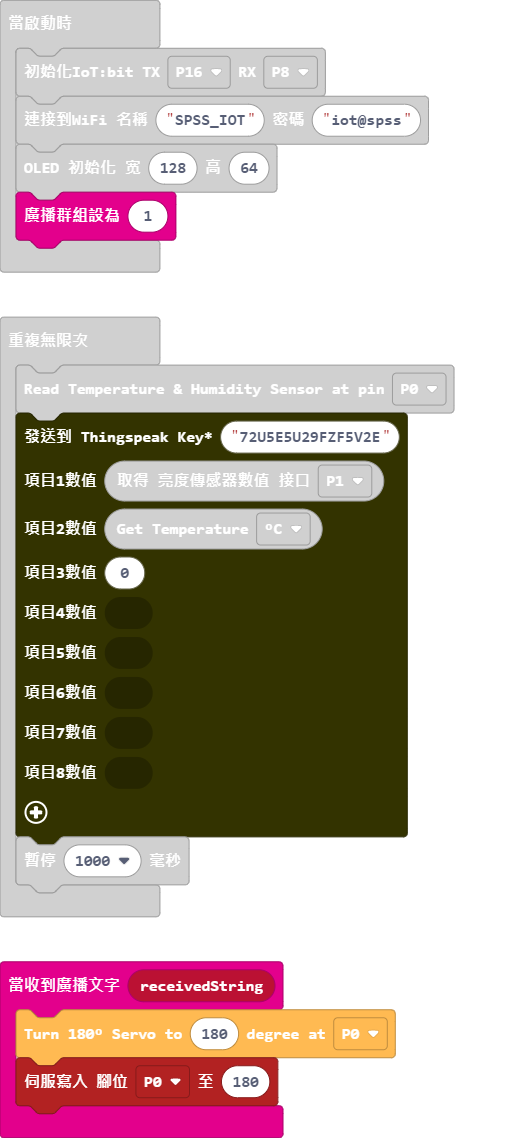 當啟動時
初始化IoT:bit TX P16 RX P8
連接到WiFi 名稱 "SPSS_IOT" 密碼 "iot@spss"
OLED 初始化 宽 128 高 64
廣播群組設為 1
重複無限次
Read Temperature & Humidity Sensor at pin P0
發送到 Thingspeak Key* "72U5E5U29FZF5V2E"
項目1數值 取得 亮度傳感器數值 接口 P1
項目2數值 Get Temperature ºC
項目3數值 0
項目4數值
項目5數值
項目6數值
項目7數值
項目8數值
暫停 1000 毫秒
當收到廣播文字 receivedString
Turn 180º Servo to 180 degree at P0
伺服寫入 腳位 P0 至 180